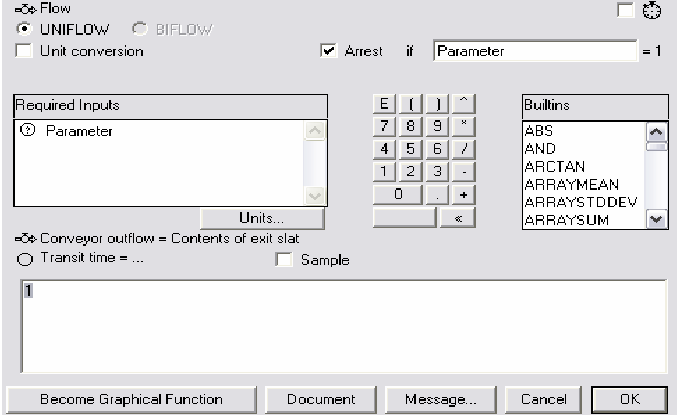 Flow
UNIFLOW BIFLOW
Unit conversion Arrest if Parameter = 1
Required Inputs E ( ) ^ Builtins
? Parameter 7 8 9 * ABS
4 5 6 / AND
1 2 3 - ARCTAN
0 . + ARRAYMEAN
« ARRAYSTDDEV
ARRAYSUM
Units...
Conveyor outflow = Contents of exit slat
Transit time = ... Sample
1
Become Graphical Function Document Message... Cancel OK